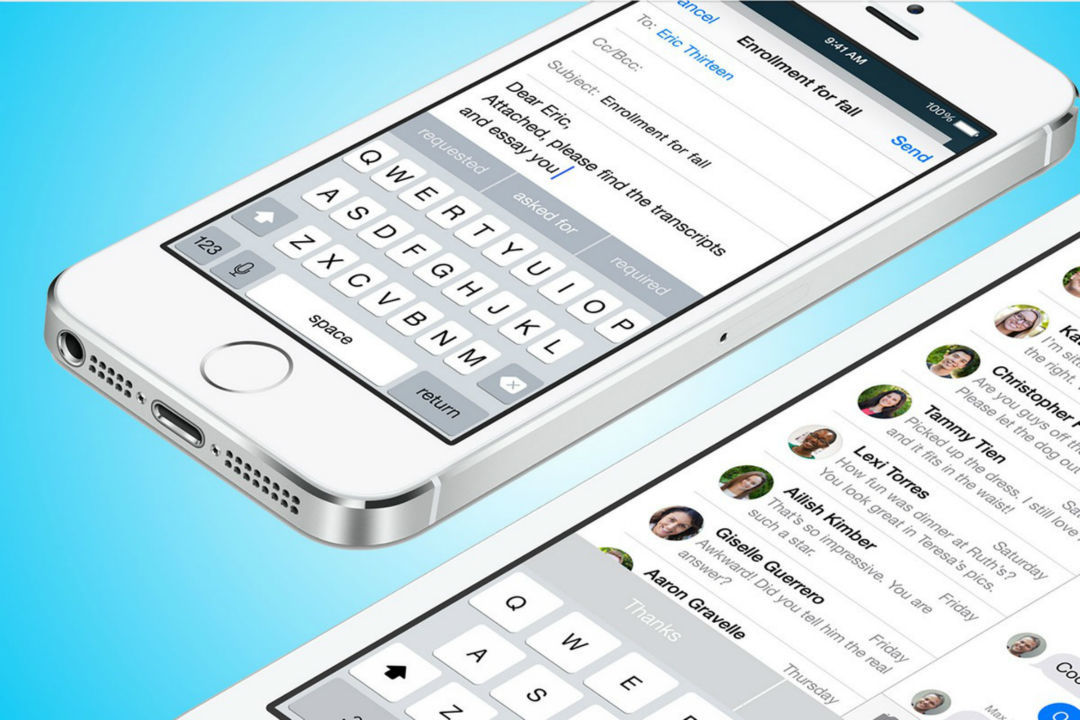 Cancel
9:41 AM
100%
Enrollment for fall
Send
To: Eric Thirteen
Cc/Bcc:
Subject: Enrollment for fall
Dear Eric,
Attached, please find the transcripts
and essay you
requested
asked for
required
Q W E R T Y U I O P
A S D F G H J K L
Z X C V B N M
123
space
return
I'm sitt
the right.
Christopher
Are you guys off
Please let the dog out
Tammy Tien
Picked up the dress. I still love
and it fits in the waist!
Lexi Torres
Saturday
How fun was dinner at Ruth's?
You look great in Teresa's pics.
Ailish Kimber
Friday
That's so impressive. You are
such a star.
Giselle Guerrero
Friday
Awkward! Did you tell him the real
answer?
Aaron Gravelle
Thursday
Thanks
Q W E
A S
Z